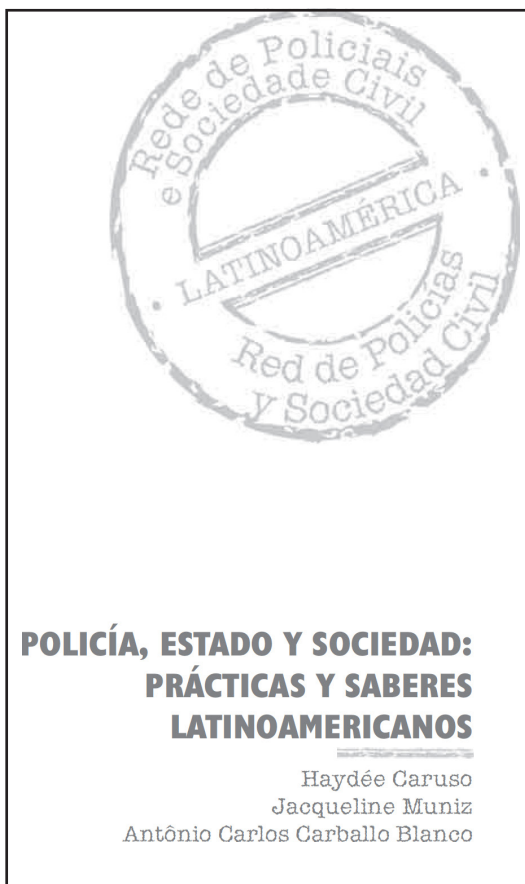 Rede de Policiais
e Sociedade Civil
· LATINOAMÉRICA ·
Red de Policías
y Sociedad Civil
POLICÍA, ESTADO Y SOCIEDAD:
PRÁCTICAS Y SABERES
LATINOAMERICANOS
Haydée Caruso
Jacqueline Muniz
Antônio Carlos Carballo Blanco